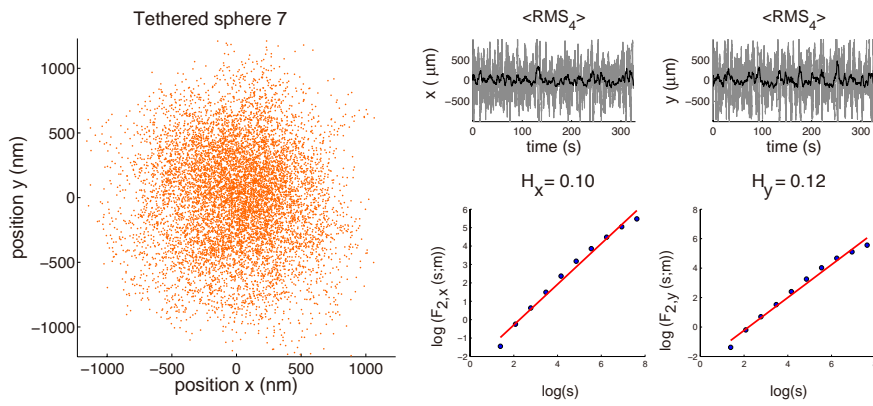 Tethered sphere 7
position y (nm)
1000
500
0
−500
−1000
−1000 −500 0 500 1000
position x (nm)
<RMS4>
x ( μm)
500
0
−500
0 100 200 300
time (s)
<RMS4>
y (μm)
500
0
−500
0 100 200 300
time (s)
Hx= 0.10
log (F2,x (s;m))
6
5
4
3
2
1
0
−1
−2
0 2 4 6 8
log(s)
Hy= 0.12
log (F2,y (s;m))
8
6
4
2
0
−2
0 2 4 6 8
log(s)